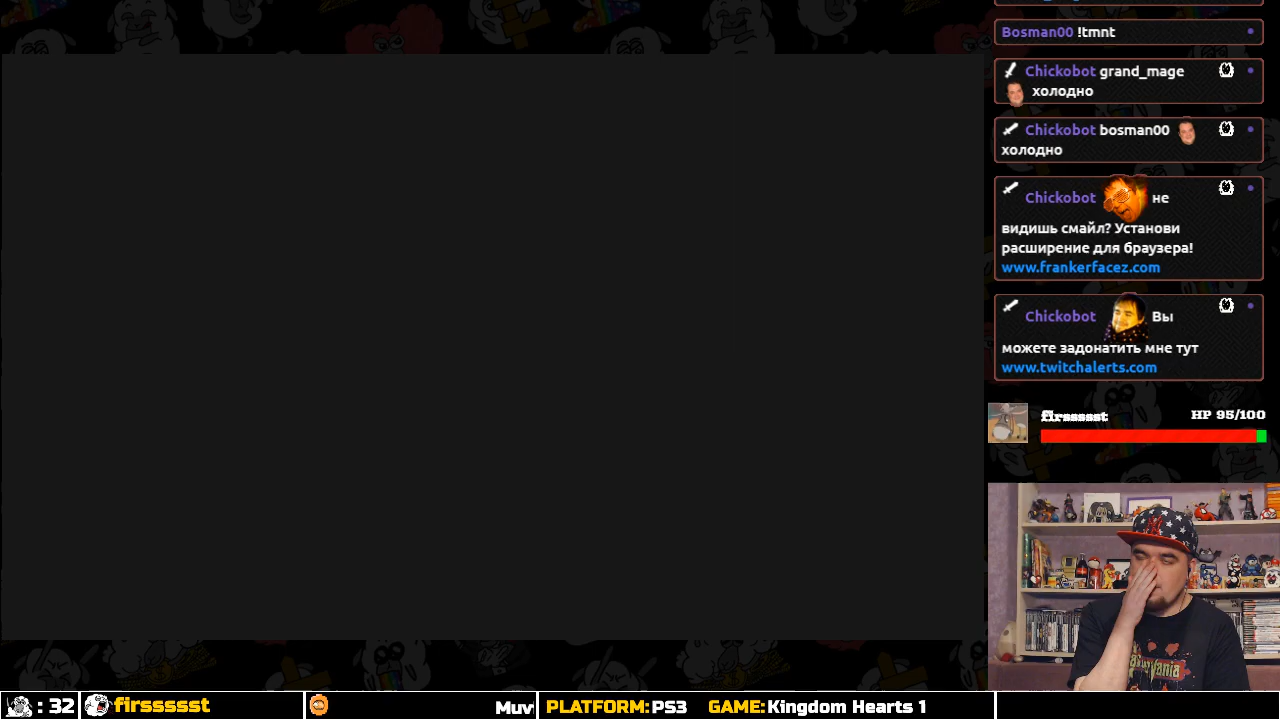 Bosman00 !tmnt
Chickobot grand_mage
холодно
Chickobot bosman00
холодно
Chickobot не
видишь смайл? Установи
расширение для браузера!
www.frankerfacez.com
Chickobot Вы
можете задонатить мне тут
www.twitchalerts.com
firssssst HP 95/100
: 32 firssssst Muv PLATFORM:PS3 GAME:Kingdom Hearts 1